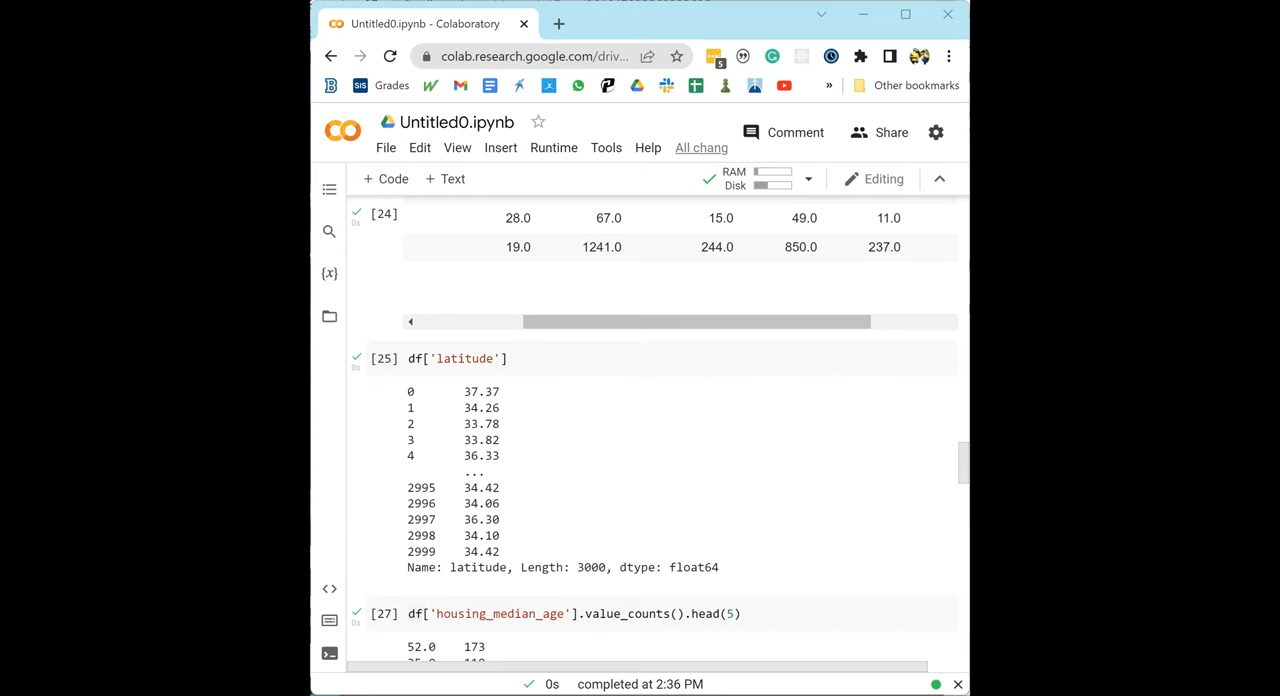 Untitled0.ipynb - Colaboratory
colab.research.google.com/driv...
5
SIS Grades
» Other bookmarks
Untitled0.ipynb
Comment Share
File Edit View Insert Runtime Tools Help All chang
+ Code + Text
RAM
Disk
Editing
[24]
28.0 67.0 15.0 49.0 11.0
0s
19.0 1241.0 244.0 850.0 237.0
{x}
[25] df['latitude']
0s
0 37.37
1 34.26
2 33.78
3 33.82
4 36.33
...
2995 34.42
2996 34.06
2997 36.30
2998 34.10
2999 34.42
Name: latitude, Length: 3000, dtype: float64
[27] df['housing_median_age'].value_counts().head(5)
0s
52.0 173
0s completed at 2:36 PM